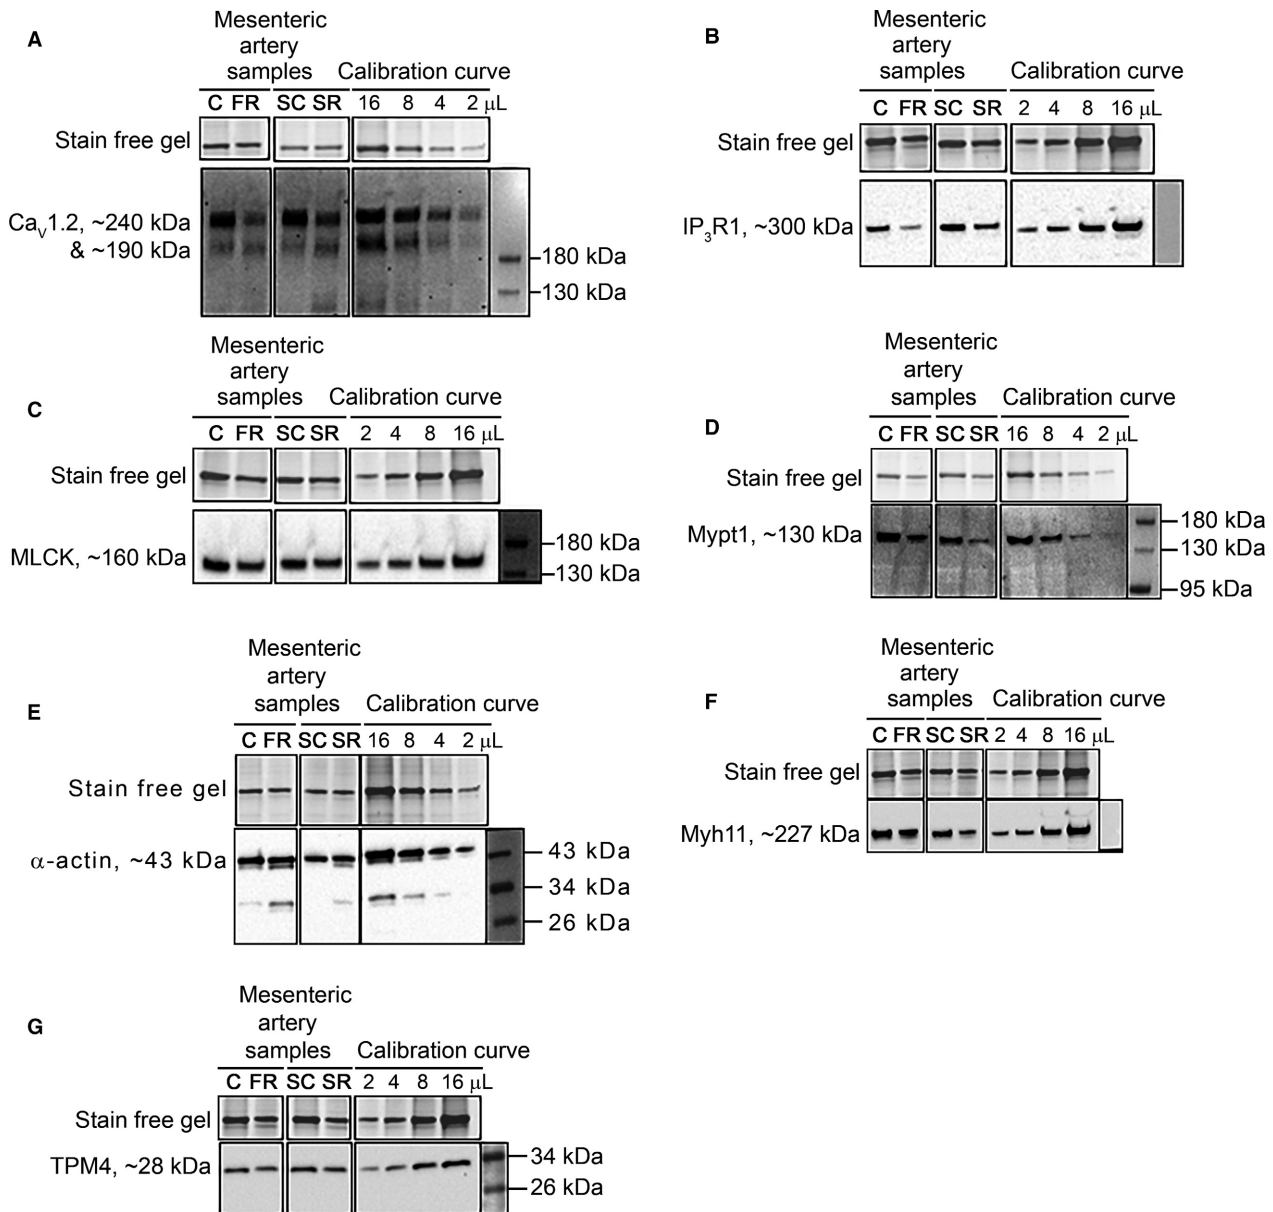 A
Mesenteric
artery
samples
Calibration curve
C FR SC SR 16 8 4 2 μL
Stain free gel
CaV1.2, ~240 kDa
& ~190 kDa
180 kDa
130 kDa
B
Mesenteric
artery
samples
Calibration curve
C FR SC SR 2 4 8 16 μL
Stain free gel
IP3R1, ~300 kDa
C
Mesenteric
artery
samples
Calibration curve
C FR SC SR 2 4 8 16 μL
Stain free gel
MLCK, ~160 kDa
180 kDa
130 kDa
D
Mesenteric
artery
samples
Calibration curve
C FR SC SR 16 8 4 2 μL
Stain free gel
Mypt1, ~130 kDa
180 kDa
130 kDa
95 kDa
E
Mesenteric
artery
samples
Calibration curve
C FR SC SR 16 8 4 2 μL
Stain free gel
α-actin, ~43 kDa
43 kDa
34 kDa
26 kDa
F
Mesenteric
artery
samples
Calibration curve
C FR SC SR 2 4 8 16 μL
Stain free gel
Myh11, ~227 kDa
G
Mesenteric
artery
samples
Calibration curve
C FR SC SR 2 4 8 16 μL
Stain free gel
TPM4, ~28 kDa
34 kDa
26 kDa